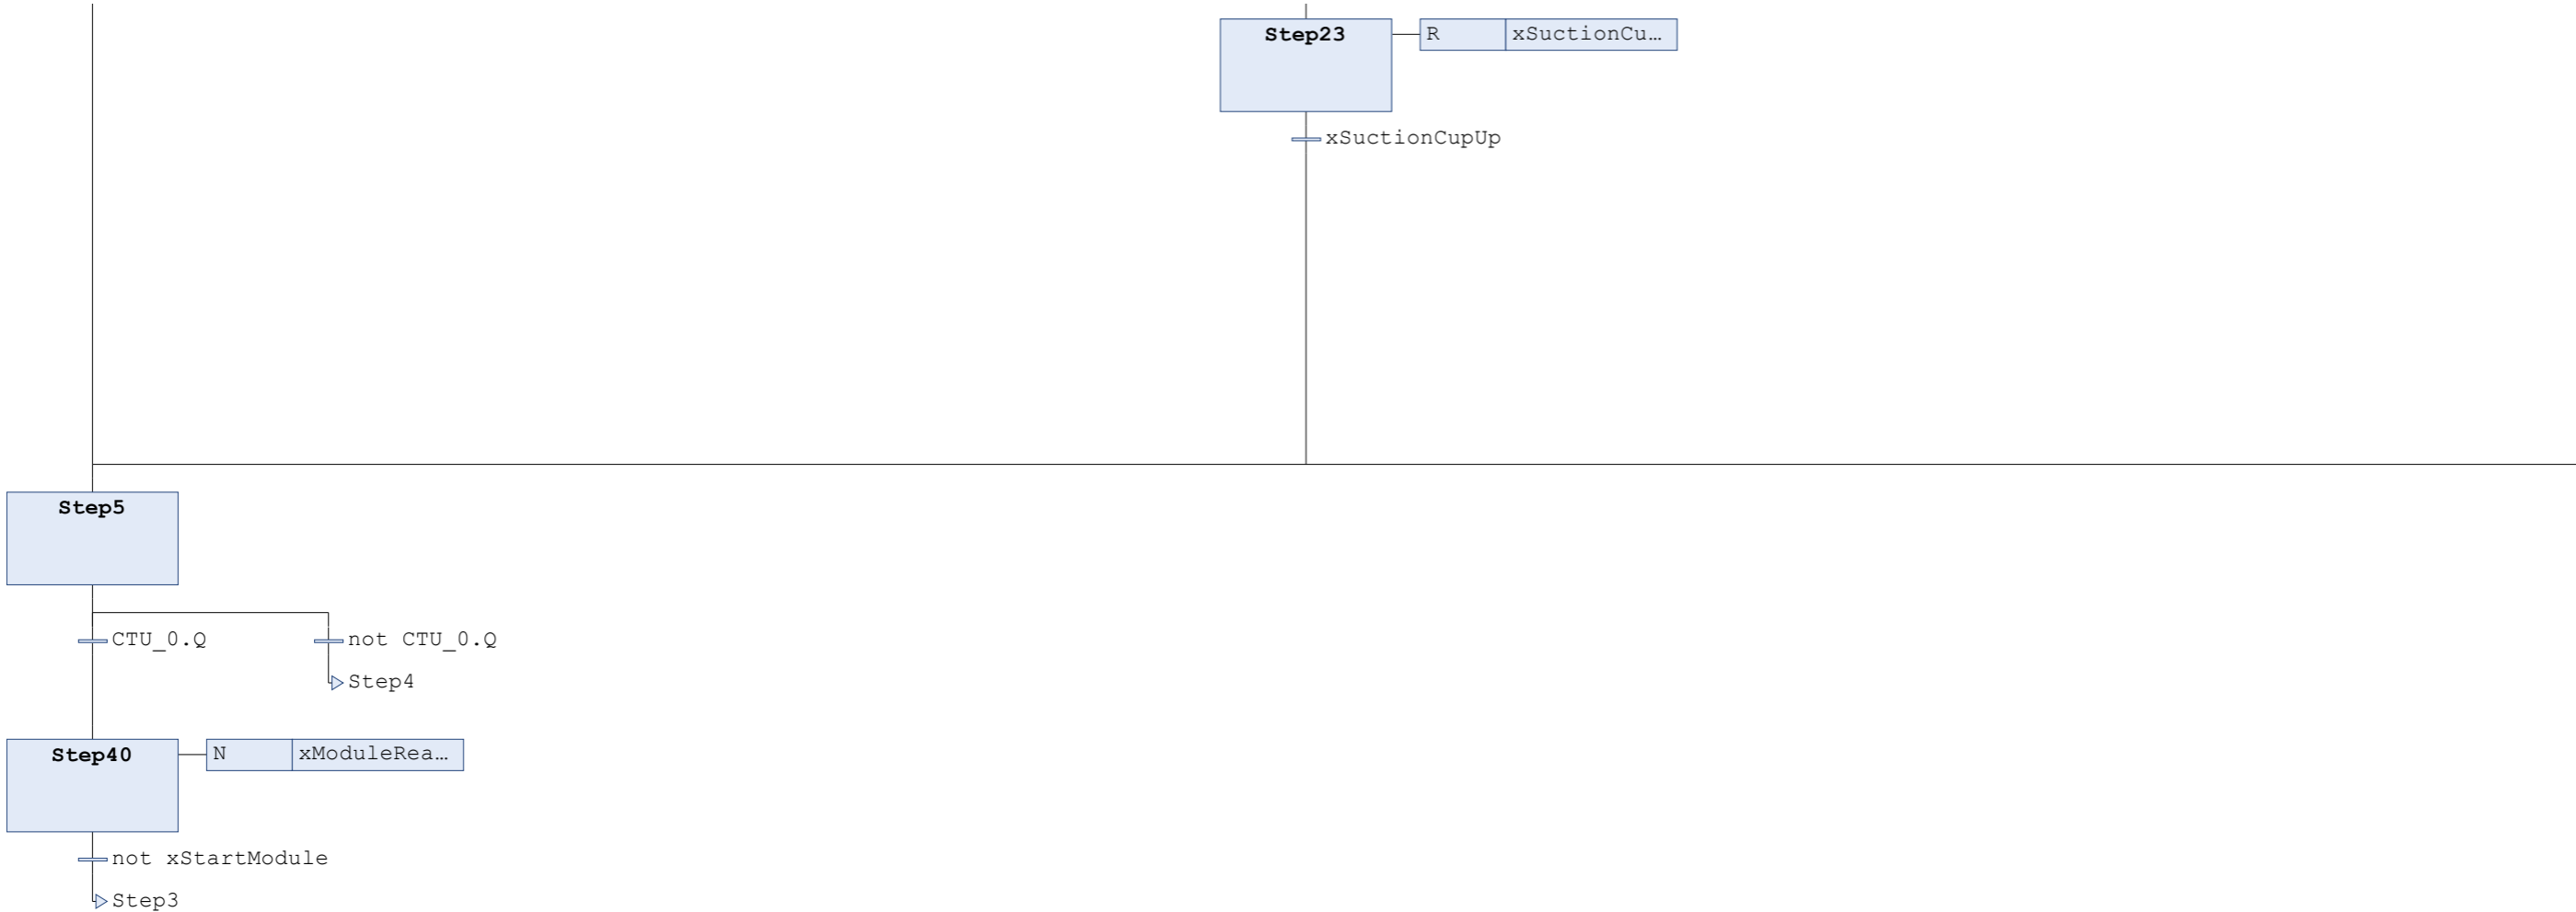 Step23
R
xSuctionCu…
xSuctionCupUp
Step5
CTU_0.Q
not CTU_0.Q
Step4
Step40
N
xModuleRea…
not xStartModule
Step3